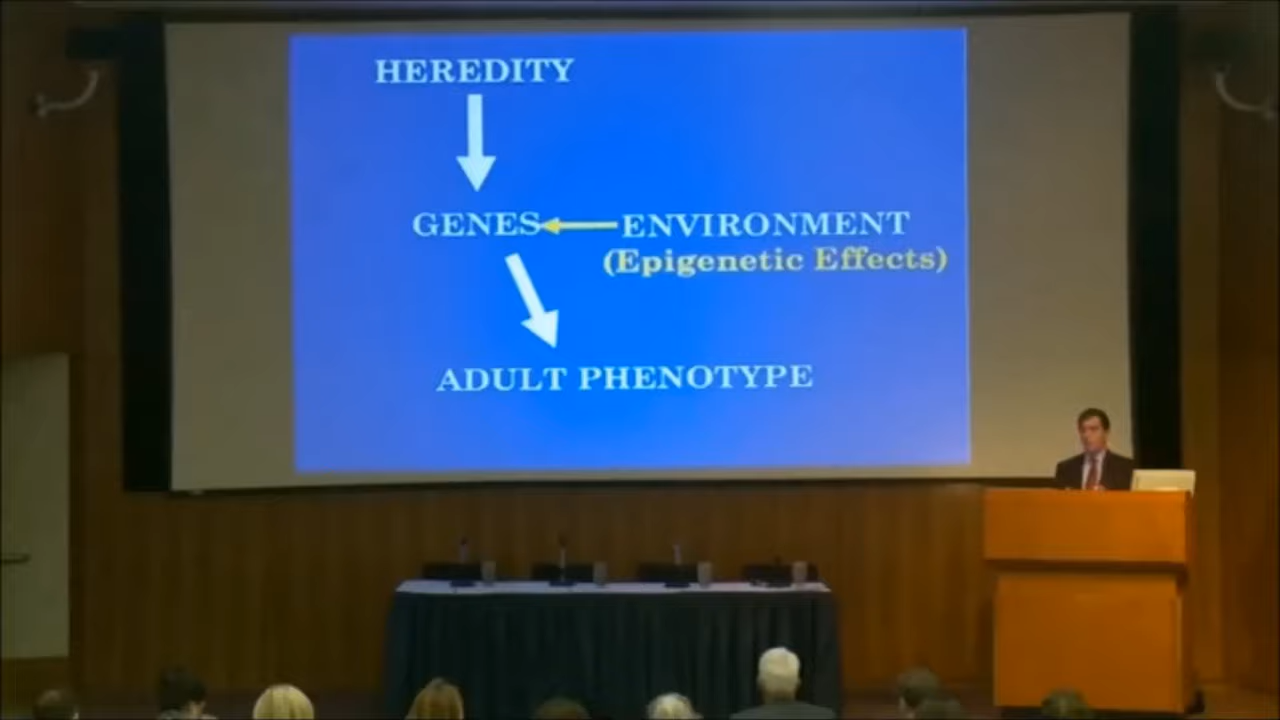 HEREDITY
GENES ENVIRONMENT
(Epigenetic Effects)
ADULT PHENOTYPE